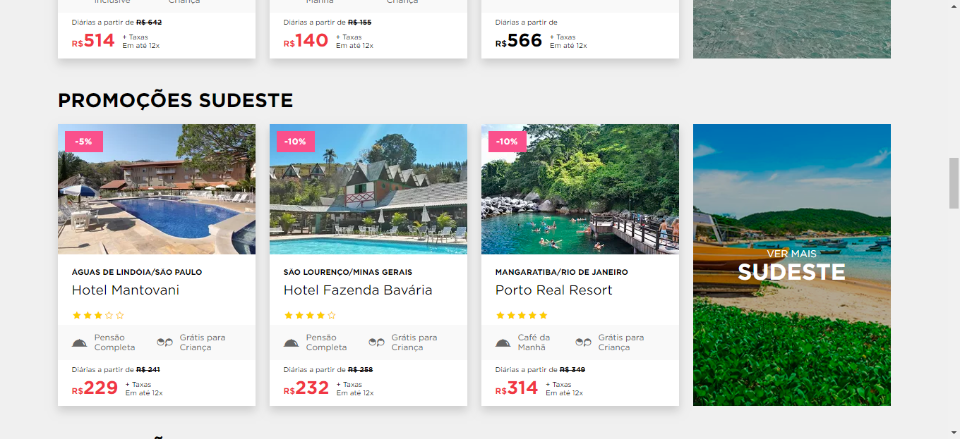 Inclusive
Criança
Manhã
Criança
Diárias a partir de R$ 642
R$514
+ Taxas
Em até 12x
Diárias a partir de R$ 155
R$140
+ Taxas
Em até 12x
Diárias a partir de
R$566
+ Taxas
Em até 12x
PROMOÇÕES SUDESTE
-5%
AGUAS DE LINDOIA/SAO PAULO
Hotel Mantovani
Pensão
Completa
Grátis para
Criança
Diárias a partir de R$ 241
R$229
+ Taxas
Em até 12x
-10%
SAO LOURENÇO/MINAS GERAIS
Hotel Fazenda Bavária
Pensão
Completa
Grátis para
Criança
Diárias a partir de R$ 258
R$232
+ Taxas
Em até 12x
-10%
MANGARATIBA/RIO DE JANEIRO
Porto Real Resort
Café da
Manhã
Grátis para
Criança
Diárias a partir de R$ 349
R$314
+ Taxas
Em até 12x
VER MAIS
SUDESTE